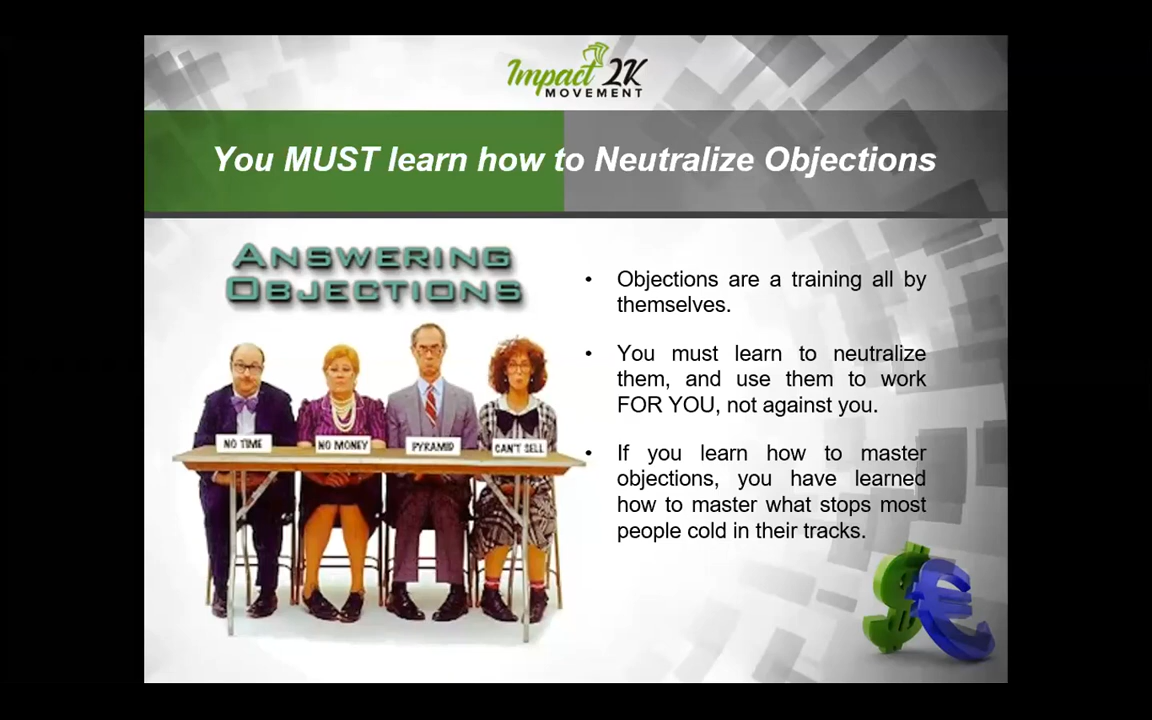 Impact 2K
MOVEMENT
You MUST learn how to Neutralize Objections
ANSWERING
OBJECTIONS
NO TIME
NO MONEY
PYRAMID
CAN'T SELL
• Objections are a training all by
themselves.
• You must learn to neutralize
them, and use them to work
FOR YOU, not against you.
• If you learn how to master
objections, you have learned
how to master what stops most
people cold in their tracks.